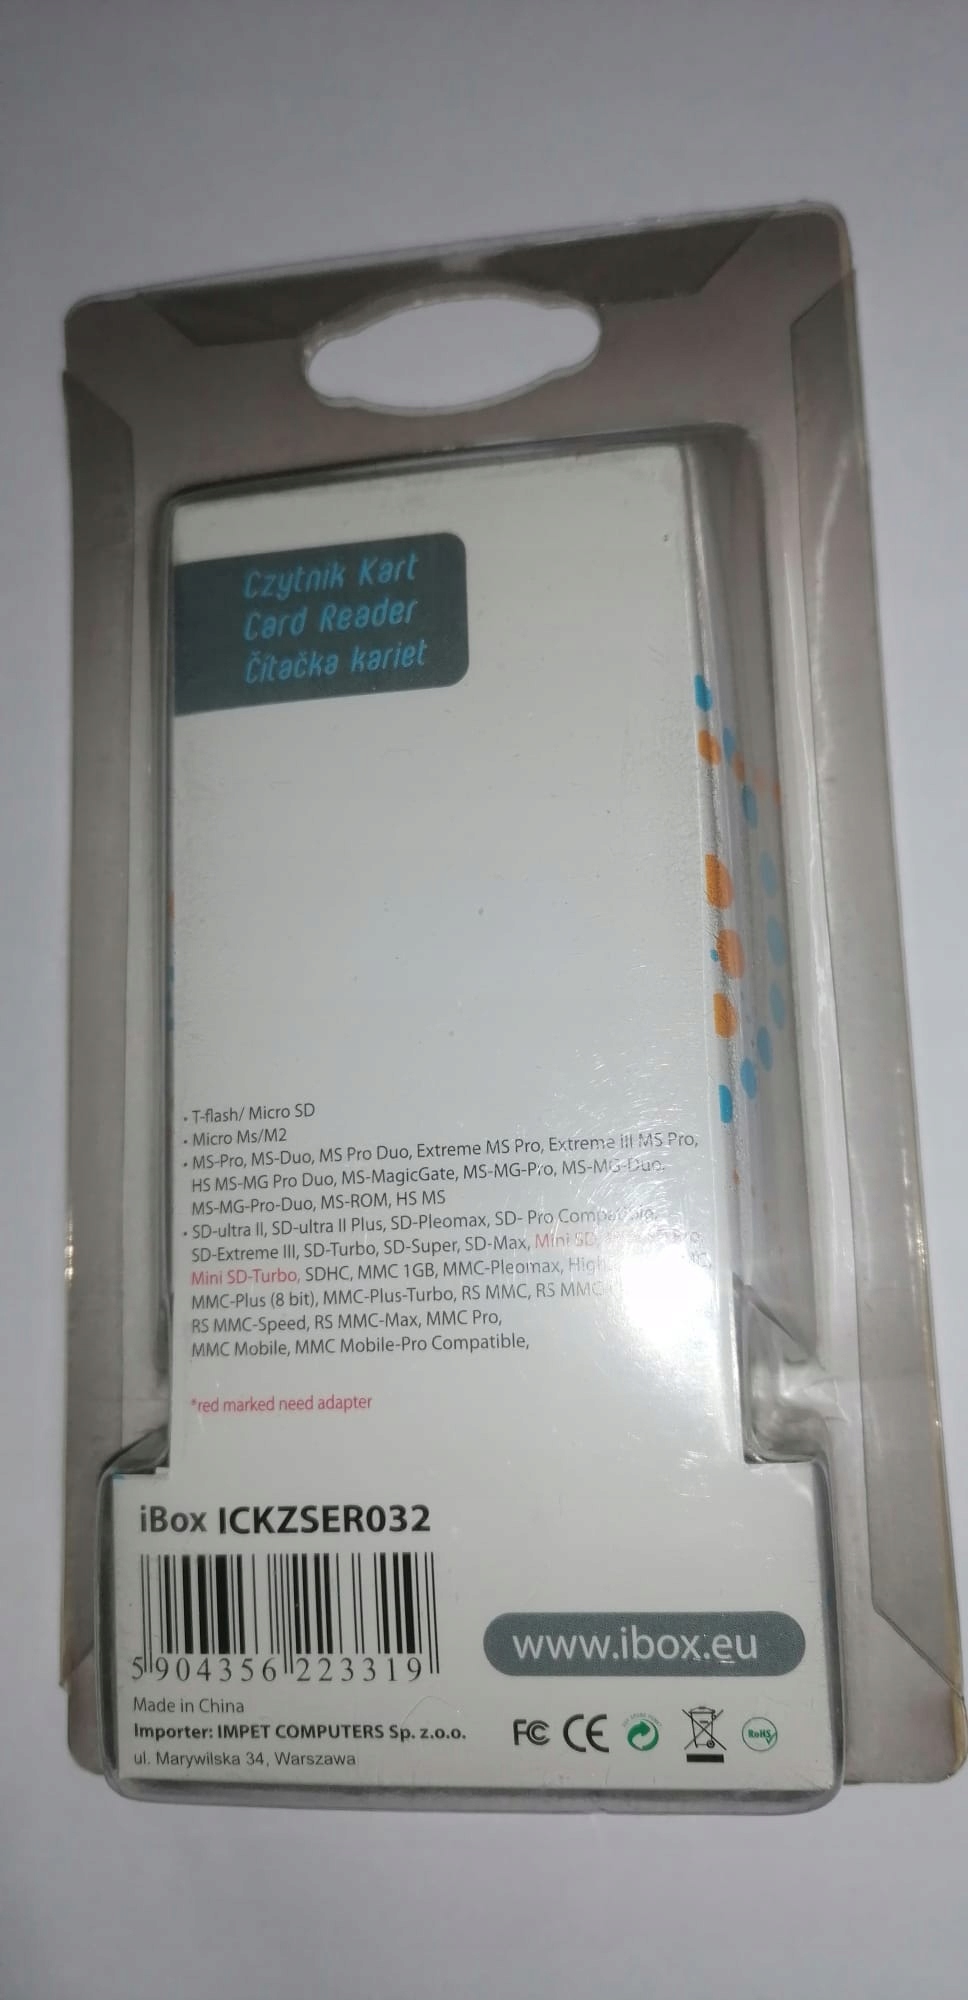 Czytnik Kart
Card Reader
Čítačka kariet
• T-flash/ Micro SD
• Micro Ms/M2
• MS-Pro, MS-Duo, MS Pro Duo, Extreme MS Pro, Extreme III MS Pro,
HS MS-MG Pro Duo, MS-MagicGate, MS-MG-Pro, MS-MG-Duo,
MS-MG-Pro-Duo, MS-ROM, HS MS
• SD-ultra II, SD-ultra II Plus, SD-Pleomax, SD- Pro
SD-Extreme III, SD-Turbo, SD-Super, SD-Max, Mini SD,
Mini SD-Turbo, SDHC, MMC 1GB, MMC-Pleomax,
MMC-Plus (8 bit), MMC-Plus-Turbo, RS MMC, RS MMC
RS MMC-Speed, RS MMC-Max, MMC Pro,
MMC Mobile, MMC Mobile-Pro Compatible,
*red marked need adapter
iBox ICKZSER032
5 904356 223319
www.ibox.eu
Made in China
Importer: IMPET COMPUTERS Sp. z.o.o.
ul. Marywilska 34, Warszawa
FC CE
RoHS